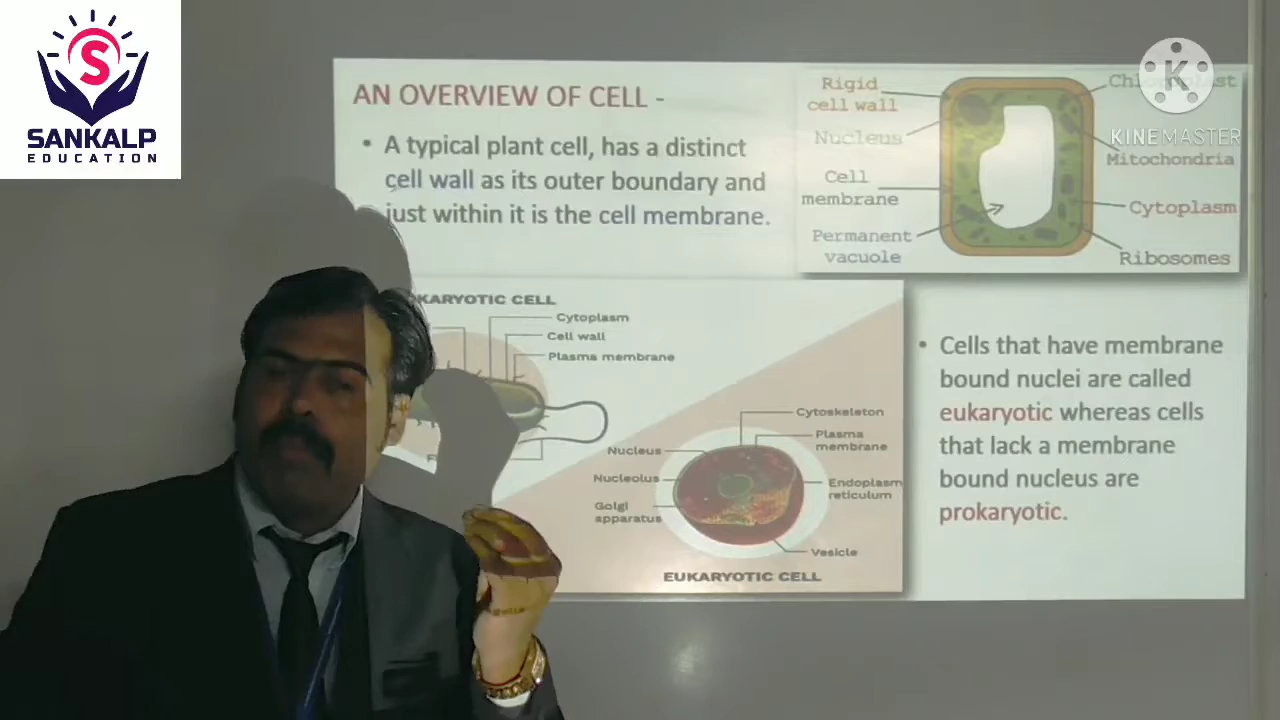 S
SANKALP
EDUCATION
K
KINEMASTER
AN OVERVIEW OF CELL -
• A typical plant cell, has a distinct
cell wall as its outer boundary and
just within it is the cell membrane.
Rigid
cell wall
Nucleus
Cell
membrane
Permanent
vacuole
Mitochondria
Cytoplasm
Ribosomes
KARYOTIC CELL
Cytoplasm
Cell wall
Plasma membrane
Cytoskeleton
Plasma
membrane
Nucleus
Nucleolus
Golgi
apparatus
Endoplasm
reticulum
Vesicle
EUKARYOTIC CELL
• Cells that have membrane
bound nuclei are called
eukaryotic whereas cells
that lack a membrane
bound nucleus are
prokaryotic.